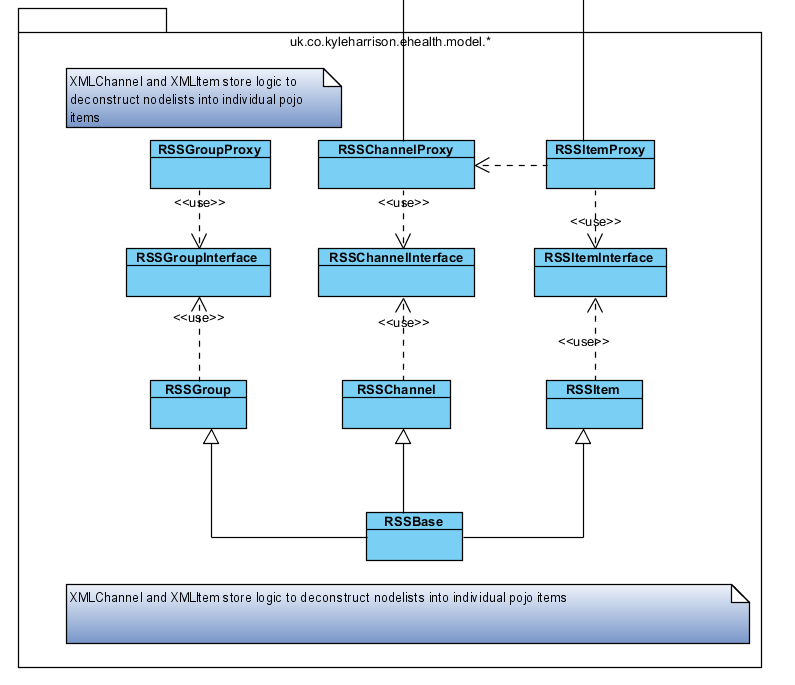 uk.co.kyleharrison.ehealth.model.*
XMLChannel and XMLItem store logic to
deconstruct nodelists into individual pojo
items
RSSGroupProxy
RSSChannelProxy
RSSItemProxy
<<use>>
<<use>>
<<use>>
RSSGroupInterface
RSSChannelInterface
RSSItemInterface
<<use>>
<<use>>
<<use>>
RSSGroup
RSSChannel
RSSItem
RSSBase
XMLChannel and XMLItem store logic to deconstruct nodelists into individual pojo items